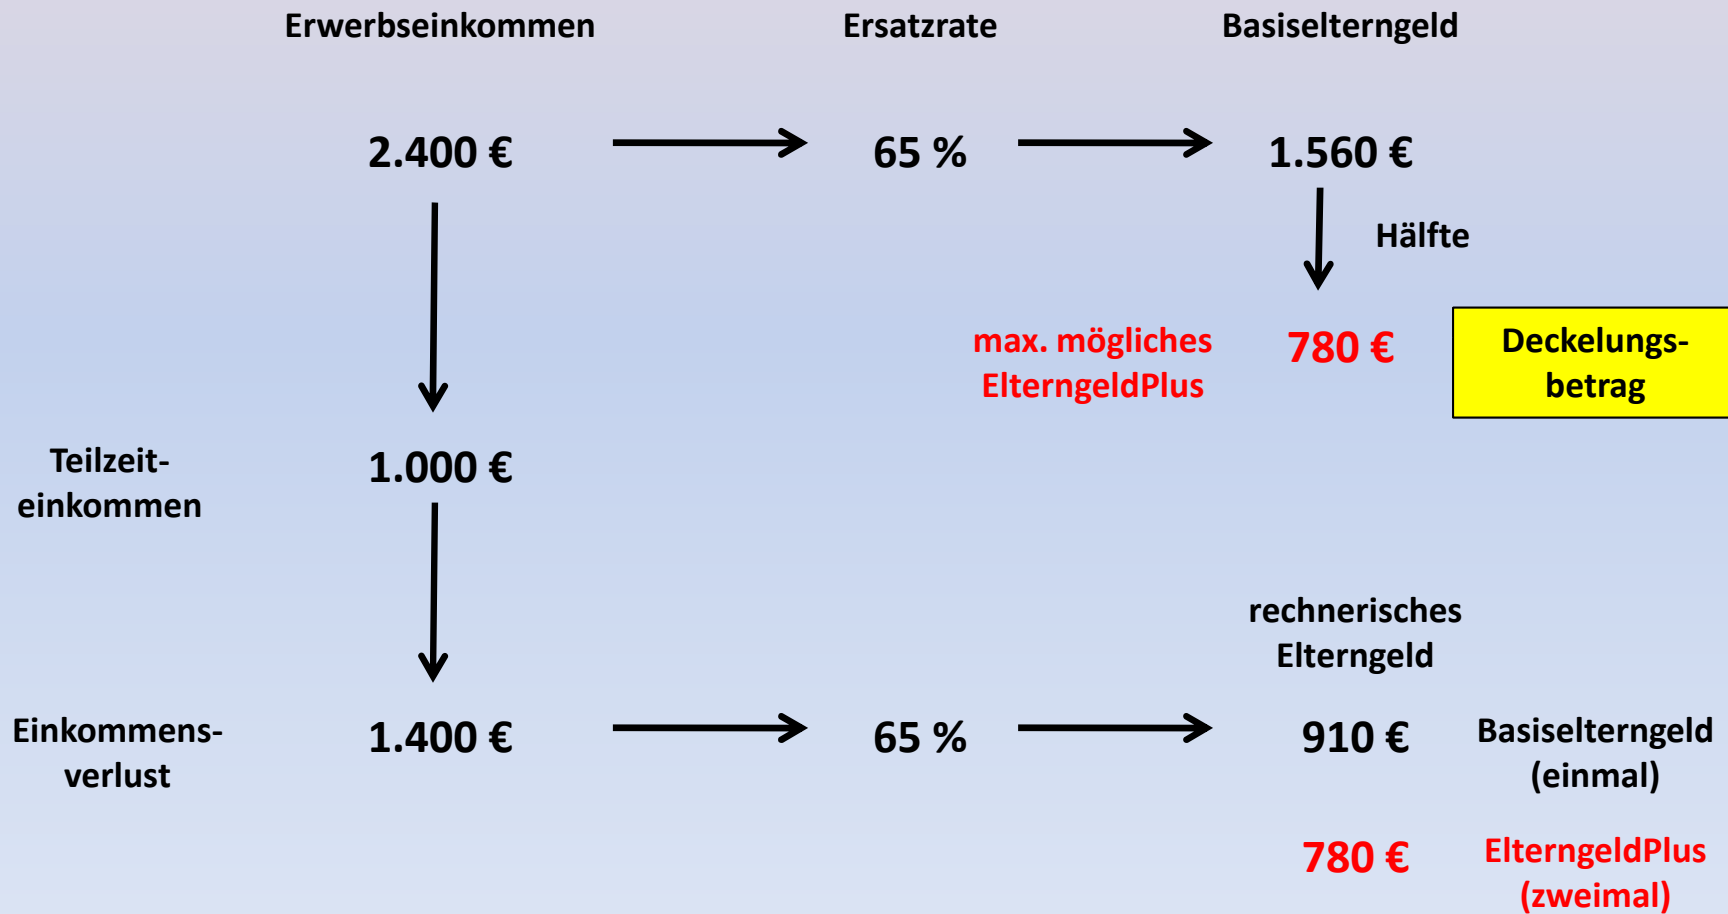 Erwerbseinkommen Ersatzrate Basiselterngeld
2.400 € 65 % 1.560 €
Hälfte
max. mögliches
ElterngeldPlus
780 €
Deckelungs-
betrag
Teilzeit-
einkommen
1.000 €
rechnerisches
Elterngeld
Einkommens-
verlust
1.400 € 65 % 910 €
Basiselterngeld
(einmal)
780 €
ElterngeldPlus
(zweimal)